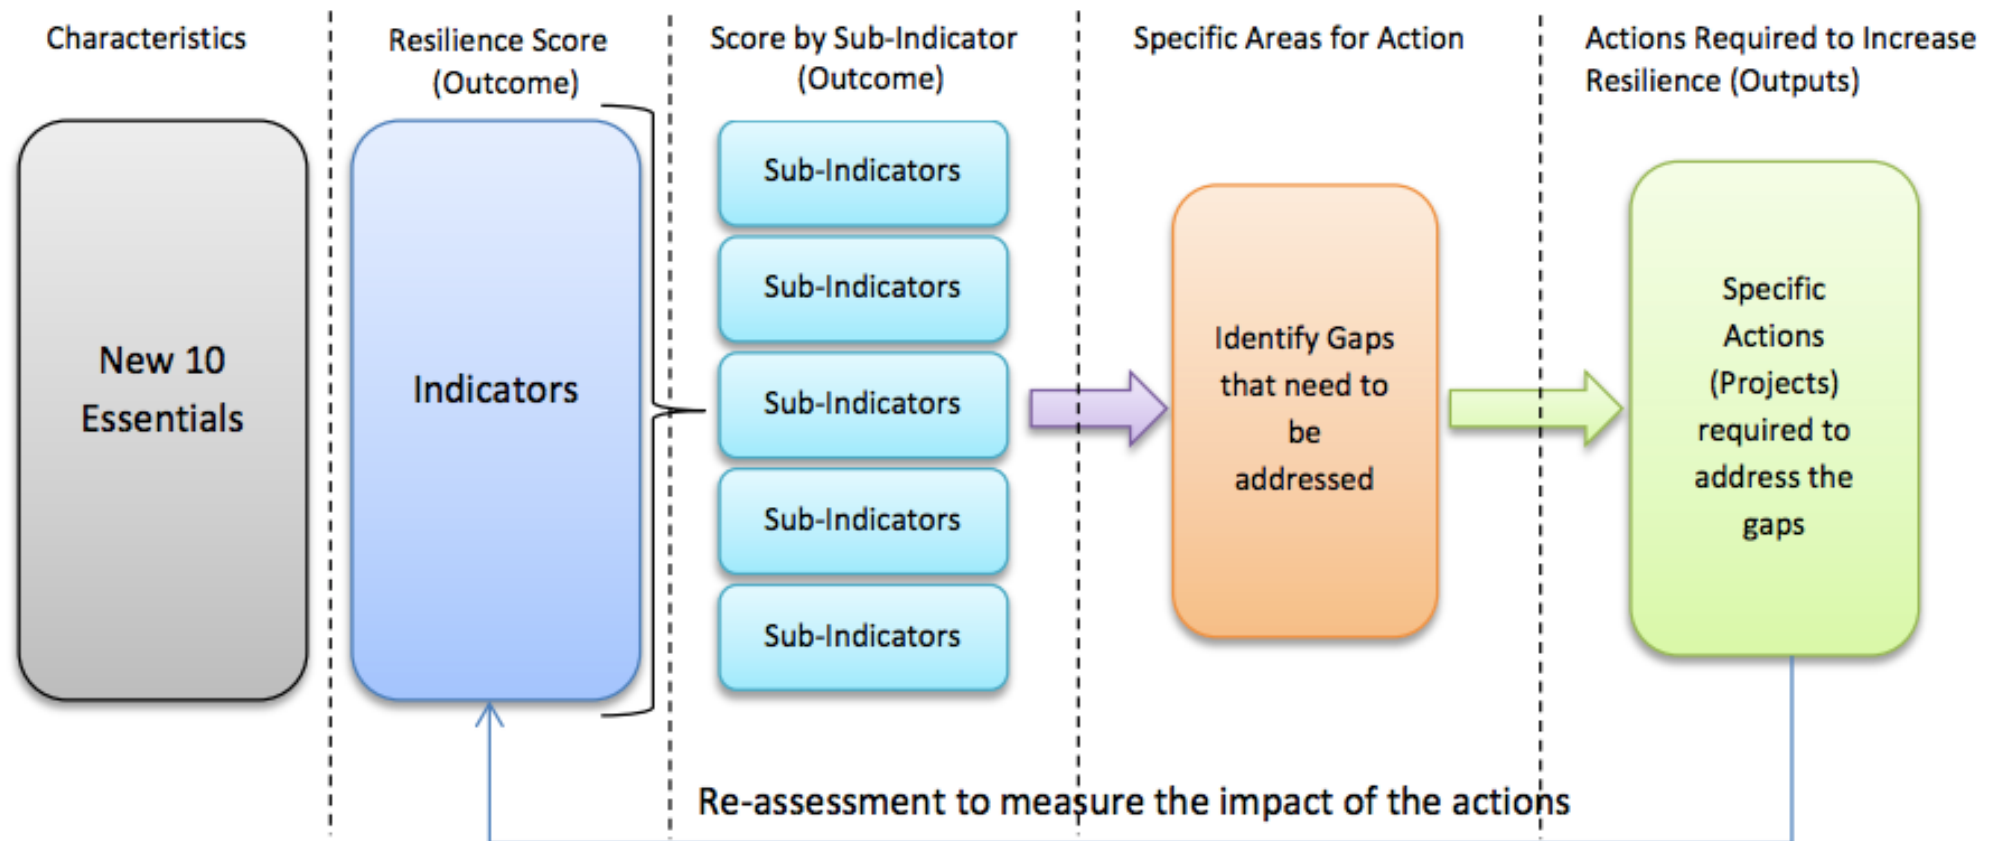 Characteristics
Resilience Score
(Outcome)
Score by Sub-Indicator
(Outcome)
Specific Areas for Action
Actions Required to Increase
Resilience (Outputs)
New 10
Essentials
Indicators
Sub-Indicators
Sub-Indicators
Sub-Indicators
Sub-Indicators
Sub-Indicators
Identify Gaps
that need to
be
addressed
Specific
Actions
(Projects)
required to
address the
gaps
Re-assessment to measure the impact of the actions